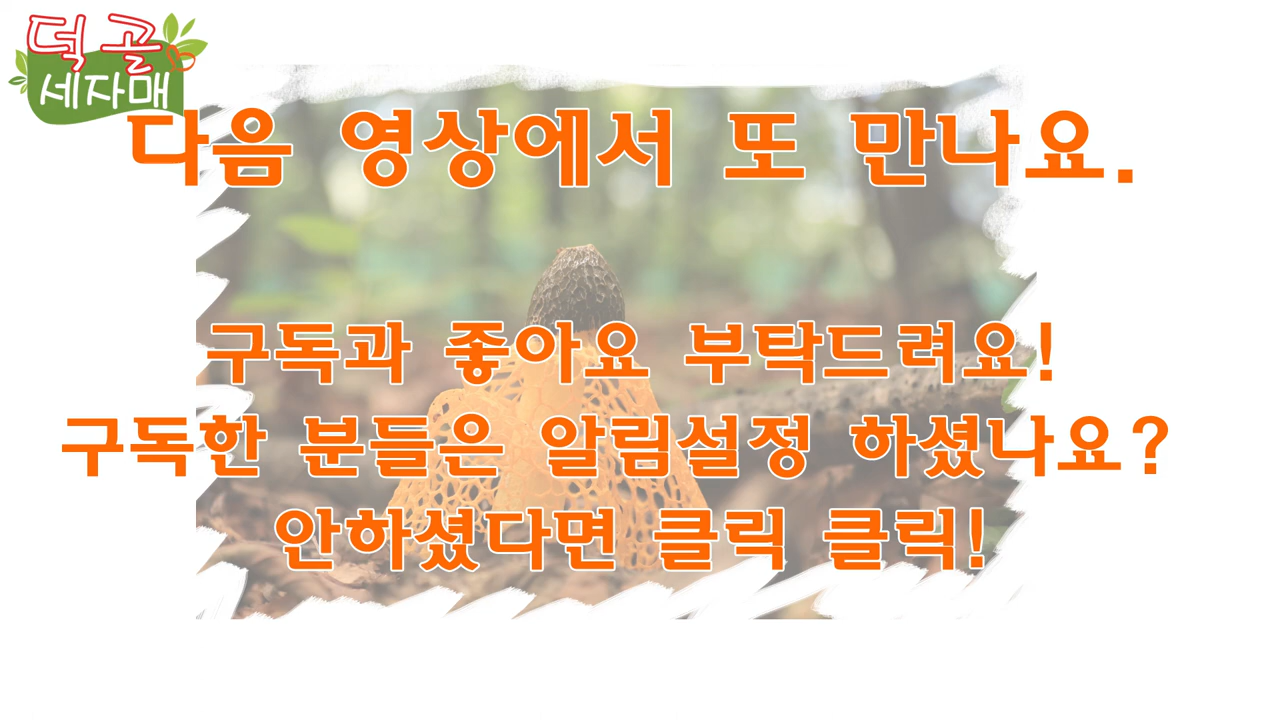 덕골
세자매
다음 영상에서 또 만나요.
구독과 좋아요 부탁드려요!
구독한 분들은 알림설정 하셨나요?
안하셨다면 클릭 클릭!